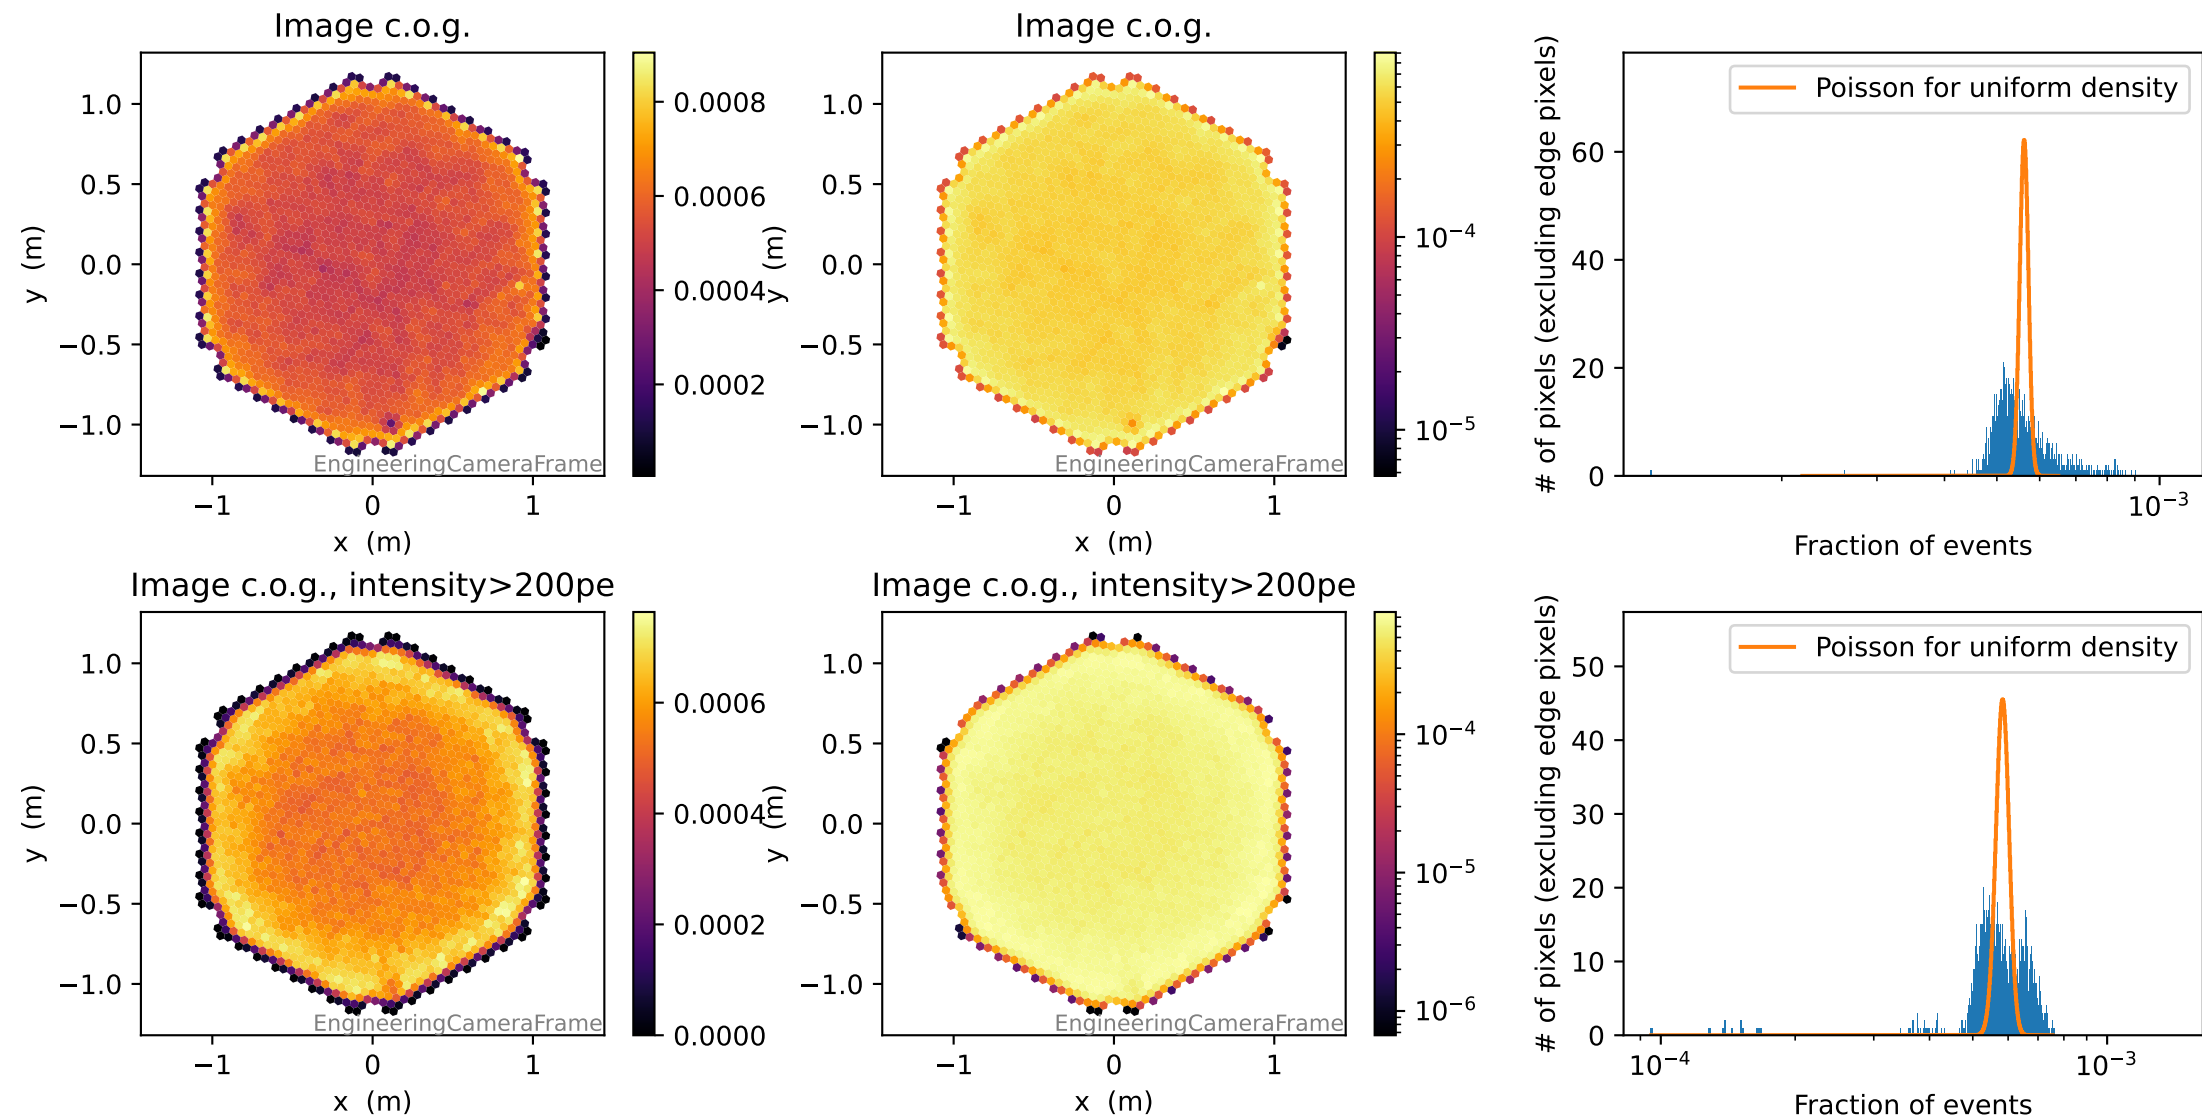 Image c.o.g.
1.0
0.5
0.0
−0.5
−1.0
y (m)
−1
0
1
x (m)
EngineeringCameraFrame
0.0008
0.0006
0.0004
0.0002
Image c.o.g.
1.0
0.5
0.0
−0.5
−1.0
y (m)
−1
0
1
x (m)
EngineeringCameraFrame
10⁻⁴
10⁻⁵
# of pixels (excluding edge pixels)
60
40
20
0
Poisson for uniform density
10⁻³
Fraction of events
Image c.o.g., intensity>200pe
1.0
0.5
0.0
−0.5
−1.0
y (m)
−1
0
1
x (m)
EngineeringCameraFrame
0.0006
0.0004
0.0002
0.0000
Image c.o.g., intensity>200pe
1.0
0.5
0.0
−0.5
−1.0
y (m)
−1
0
1
x (m)
EngineeringCameraFrame
10⁻⁴
10⁻⁵
10⁻⁶
# of pixels (excluding edge pixels)
50
40
30
20
10
0
Poisson for uniform density
10⁻⁴
10⁻³
Fraction of events